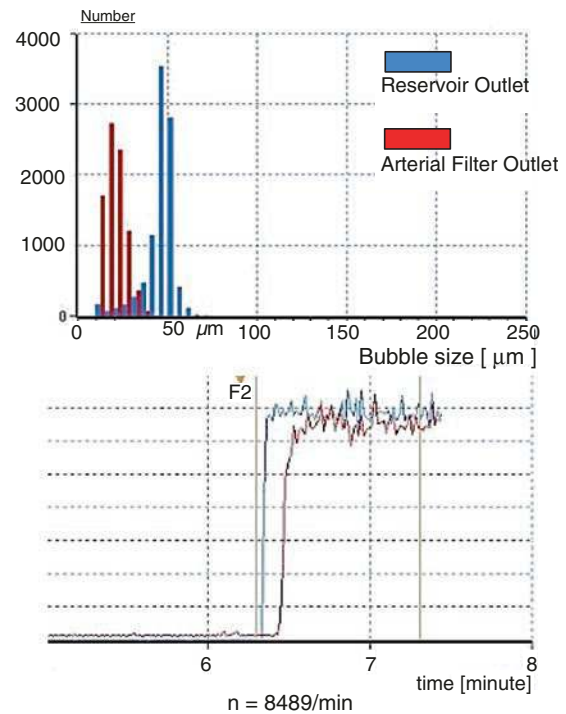 Number
4000
3000
2000
1000
0
Reservoir Outlet
Arterial Filter Outlet
0 50 µm 100 150 200 250
Bubble size [ µm ]
F2
6 7 8
time [minute]
n = 8489/min